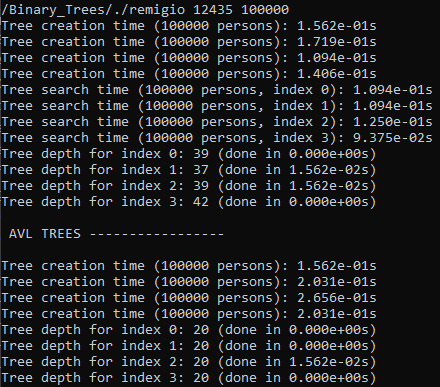 /Binary_Trees/./remigio 12435 100000
Tree creation time (100000 persons): 1.562e-01s
Tree creation time (100000 persons): 1.719e-01s
Tree creation time (100000 persons): 1.094e-01s
Tree creation time (100000 persons): 1.406e-01s
Tree search time (100000 persons, index 0): 1.094e-01s
Tree search time (100000 persons, index 1): 1.094e-01s
Tree search time (100000 persons, index 2): 1.250e-01s
Tree search time (100000 persons, index 3): 9.375e-02s
Tree depth for index 0: 39 (done in 0.000e+00s)
Tree depth for index 1: 37 (done in 1.562e-02s)
Tree depth for index 2: 39 (done in 1.562e-02s)
Tree depth for index 3: 42 (done in 0.000e+00s)
AVL TREES ------------------
Tree creation time (100000 persons): 1.562e-01s
Tree creation time (100000 persons): 2.031e-01s
Tree creation time (100000 persons): 2.656e-01s
Tree creation time (100000 persons): 2.031e-01s
Tree depth for index 0: 20 (done in 0.000e+00s)
Tree depth for index 1: 20 (done in 0.000e+00s)
Tree depth for index 2: 20 (done in 1.562e-02s)
Tree depth for index 3: 20 (done in 0.000e+00s)